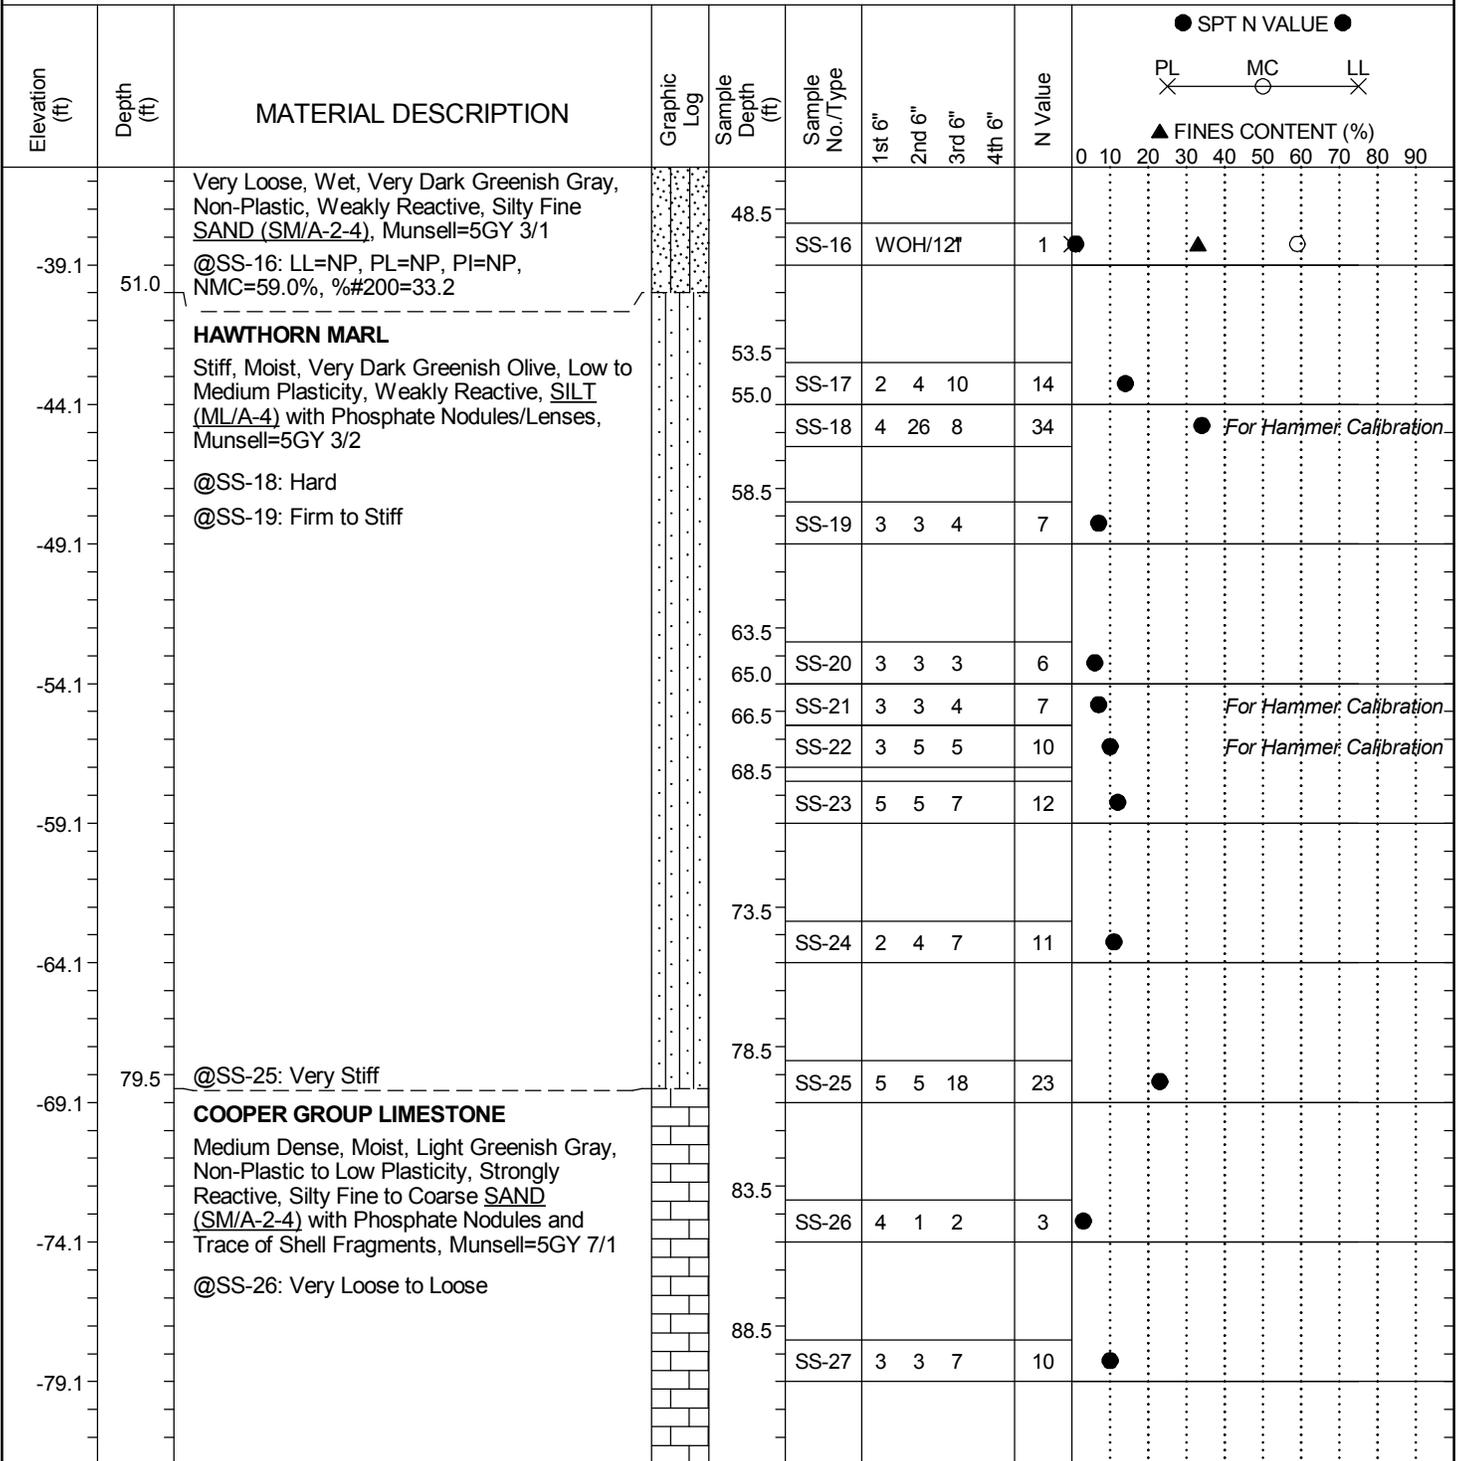 ● SPT N VALUE ●
PL MC LL
▲ FINES CONTENT (%)
Elevation (ft) Depth (ft) MATERIAL DESCRIPTION Graphic Log Sample Depth (ft) Sample No./Type 1st 6" 2nd 6" 3rd 6" 4th 6" N Value 0 10 20 30 40 50 60 70 80 90
Very Loose, Wet, Very Dark Greenish Gray,
Non-Plastic, Weakly Reactive, Silty Fine
48.5
SAND (SM/A-2-4), Munsell=5GY 3/1
SS-16 WOH/12" 1
-39.1 @SS-16: LL=NP, PL=NP, PI=NP,
51.0 NMC=59.0%, %#200=33.2
HAWTHORN MARL
53.5
Stiff, Moist, Very Dark Greenish Olive, Low to
Medium Plasticity, Weakly Reactive, SILT
SS-17 2 4 10 14
55.0
-44.1 (ML/A-4) with Phosphate Nodules/Lenses,
SS-18 4 26 8 34 For Hammer Calibration
Munsell=5GY 3/2
@SS-18: Hard
58.5
@SS-19: Firm to Stiff
SS-19 3 3 4 7
-49.1
63.5
SS-20 3 3 3 6
65.0
-54.1
SS-21 3 3 4 7 For Hammer Calibration
66.5
SS-22 3 5 5 10 For Hammer Calibration
68.5
SS-23 5 5 7 12
-59.1
73.5
SS-24 2 4 7 11
-64.1
78.5
79.5 @SS-25: Very Stiff
SS-25 5 5 18 23
-69.1
COOPER GROUP LIMESTONE
Medium Dense, Moist, Light Greenish Gray,
Non-Plastic to Low Plasticity, Strongly
83.5
Reactive, Silty Fine to Coarse SAND
(SM/A-2-4) with Phosphate Nodules and
SS-26 4 1 2 3
-74.1 Trace of Shell Fragments, Munsell=5GY 7/1
@SS-26: Very Loose to Loose
88.5
SS-27 3 3 7 10
-79.1